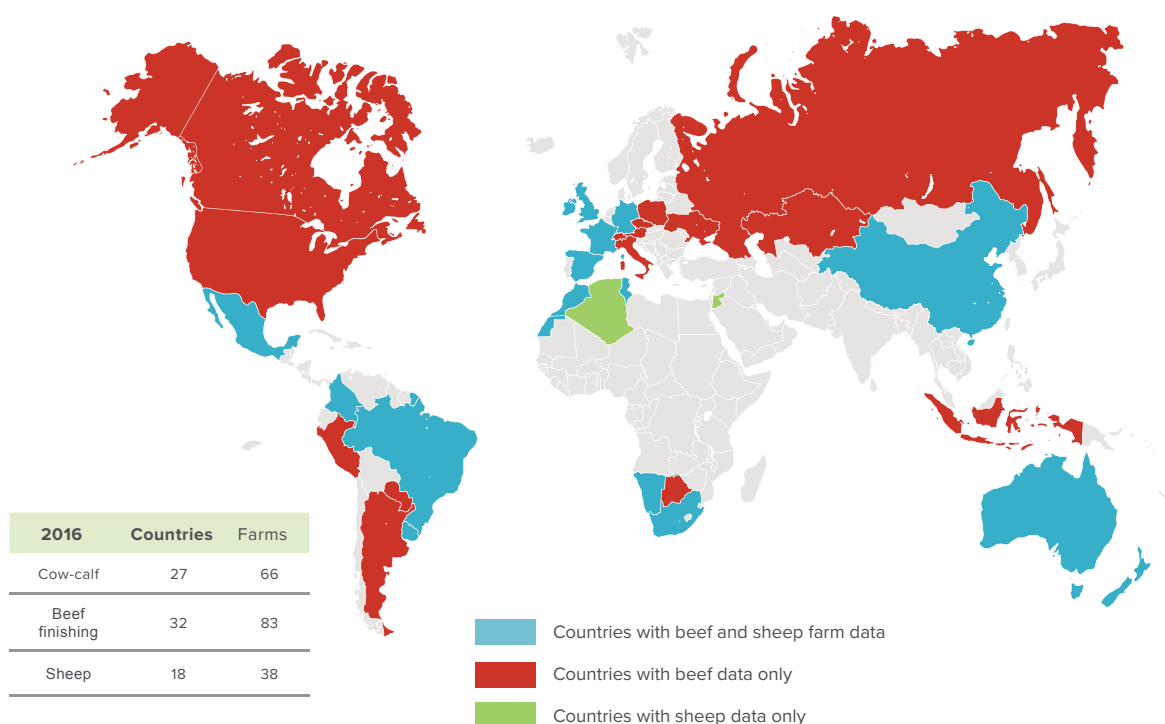 2016 Countries Farms
Cow-calf 27 66
Beef
finishing 32 83
Sheep 18 38
Countries with beef and sheep farm data
Countries with beef data only
Countries with sheep data only